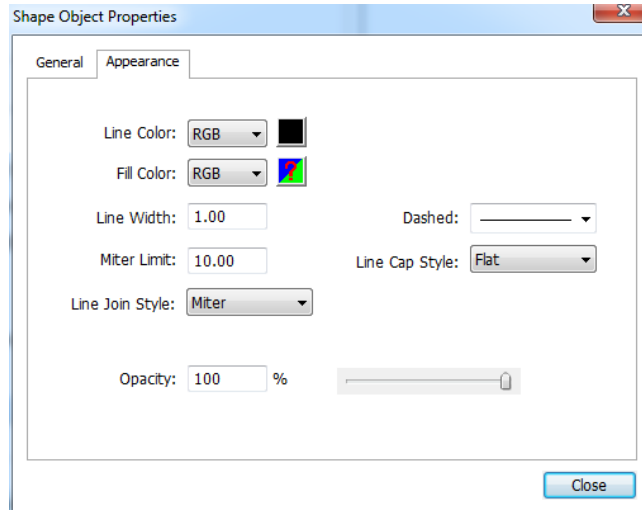 Shape Object Properties
X
General Appearance
Line Color: RGB
Fill Color: RGB ?
Line Width: 1.00 Dashed:
Miter Limit: 10.00 Line Cap Style: Flat
Line Join Style: Miter
Opacity: 100 %
Close